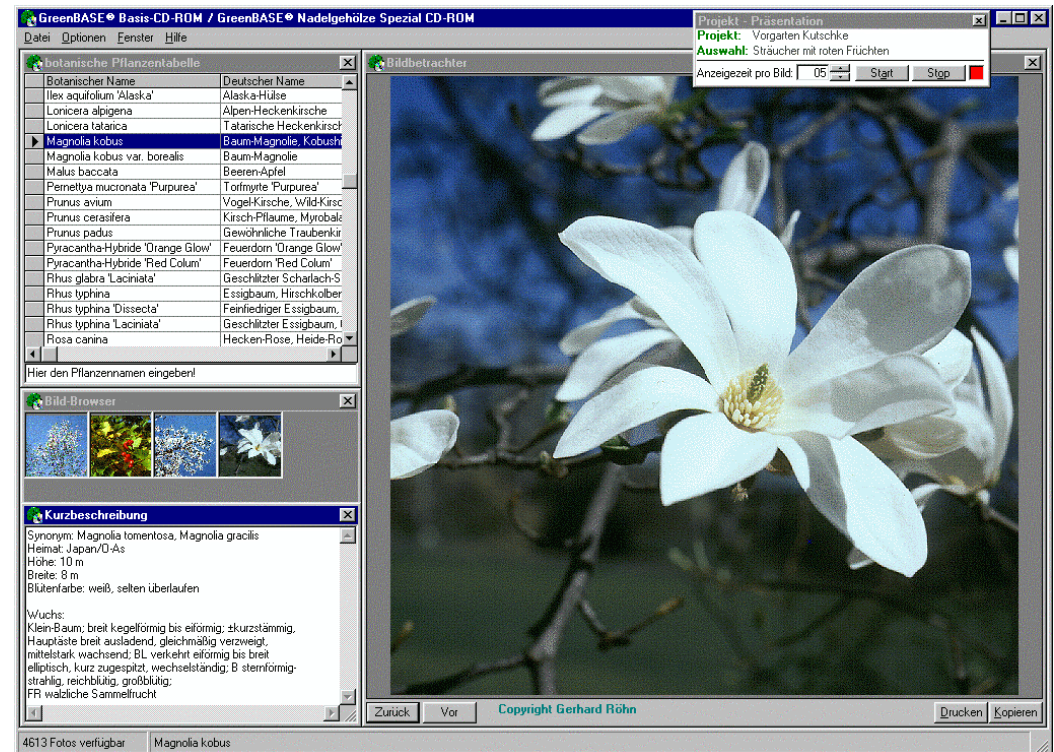 GreenBASE® Basis-CD-ROM / GreenBASE® Nadelgehölze Spezial CD-ROM
Datei Optionen Fenster Hilfe
Projekt - Präsentation
Projekt: Vorgarten Kutschke
Auswahl: Sträucher mit roten Früchten
Anzeigezeit pro Bild: 05 Start Stop
botanische Pflanzentabelle
Botanischer Name Deutscher Name
Ilex aquifolium 'Alaska' Alaska-Hülse
Lonicera alpigena Alpen-Heckenkirsche
Lonicera tatarica Tatarische Heckenkirsch
Magnolia kobus Baum-Magnolie, Kobushi
Magnolia kobus var. borealis Baum-Magnolie
Malus baccata Beeren-Apfel
Pernettya mucronata 'Purpurea' Torfmyrte 'Purpurea'
Prunus avium Vogel-Kirsche, Wild-Kirsc
Prunus cerasifera Kirsch-Pflaume, Myrobala
Prunus padus Gewöhnliche Traubenkir
Pyracantha-Hybride 'Orange Glow' Feuerdorn 'Orange Glow'
Pyracantha-Hybride 'Red Colum' Feuerdorn 'Red Colum'
Rhus glabra 'Laciniata' Geschlitzter Scharlach-S
Rhus typhina Essigbaum, Hirschkolber
Rhus typhina 'Dissecta' Feinfiedriger Essigbaum,
Rhus typhina 'Laciniata' Geschlitzter Essigbaum,
Rosa canina Hecken-Rose, Heide-Ro
Hier den Pflanzennamen eingeben!
Bild-Browser
Kurzbeschreibung
Synonym: Magnolia tomentosa, Magnolia gracilis
Heimat: Japan/O-As
Höhe: 10 m
Breite: 8 m
Blütenfarbe: weiß, selten überlaufen
Wuchs:
Klein-Baum; breit kegelförmig bis eiförmig; ±kurzstämmig,
Hauptäste breit ausladend, gleichmäßig verzweigt,
mittelstark wachsend; BL verkehrt eiförmig bis breit
elliptisch, kurz zugespitzt, wechselständig; B sternförmig-
strahlig, reichblütig, großblütig;
FR walzliche Sammelfrucht
Bildbetrachter
Zurück Vor Copyright Gerhard Röhn Drucken Kopieren
4613 Fotos verfügbar Magnolia kobus